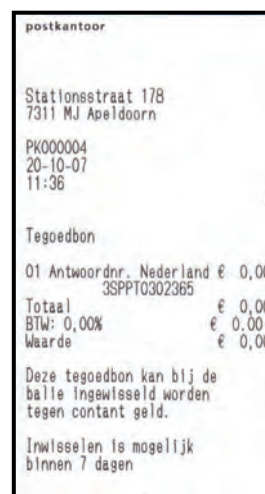 postkantoor
Stationsstraat 178
7311 MJ Apeldoorn
PK000004
20-10-07
11:36
Tegoedbon
01 Antwoordnr. Nederland € 0,00
3SPPT0302365
Totaal € 0,00
BTW: 0,00% € 0.00
Waarde € 0,00
Deze tegoedbon kan bij de
balie ingewisseld worden
tegen contant geld.
Inwisselen is mogelijk
binnen 7 dagen